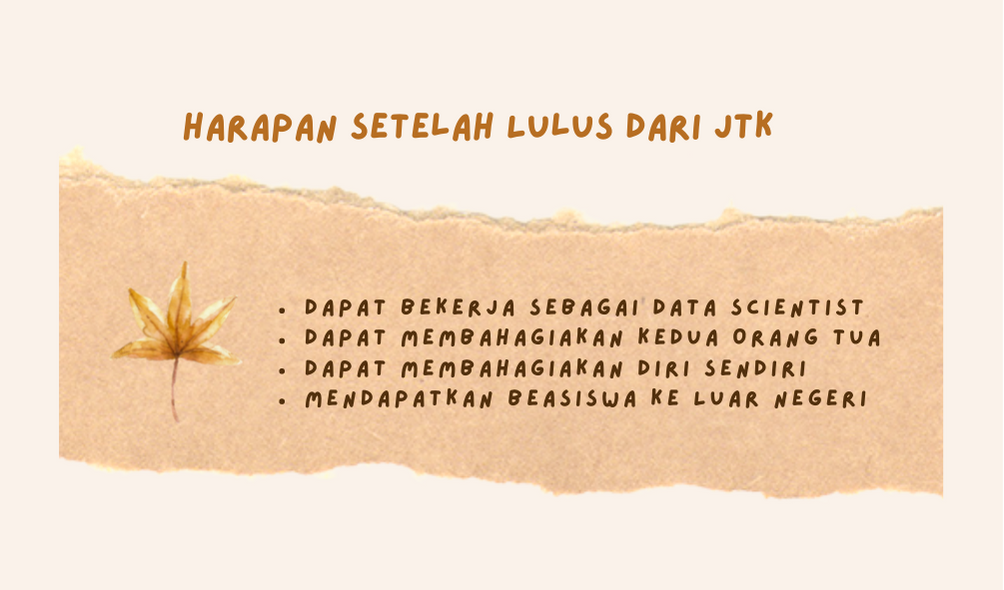 HARAPAN SETELAH LULUS DARI JTK
• DAPAT BEKERJA SEBAGAI DATA SCIENTIST
• DAPAT MEMBAHAGIAKAN KEDUA ORANG TUA
• DAPAT MEMBAHAGIAKAN DIRI SENDIRI
• MENDAPATKAN BEASISWA KE LUAR NEGERI